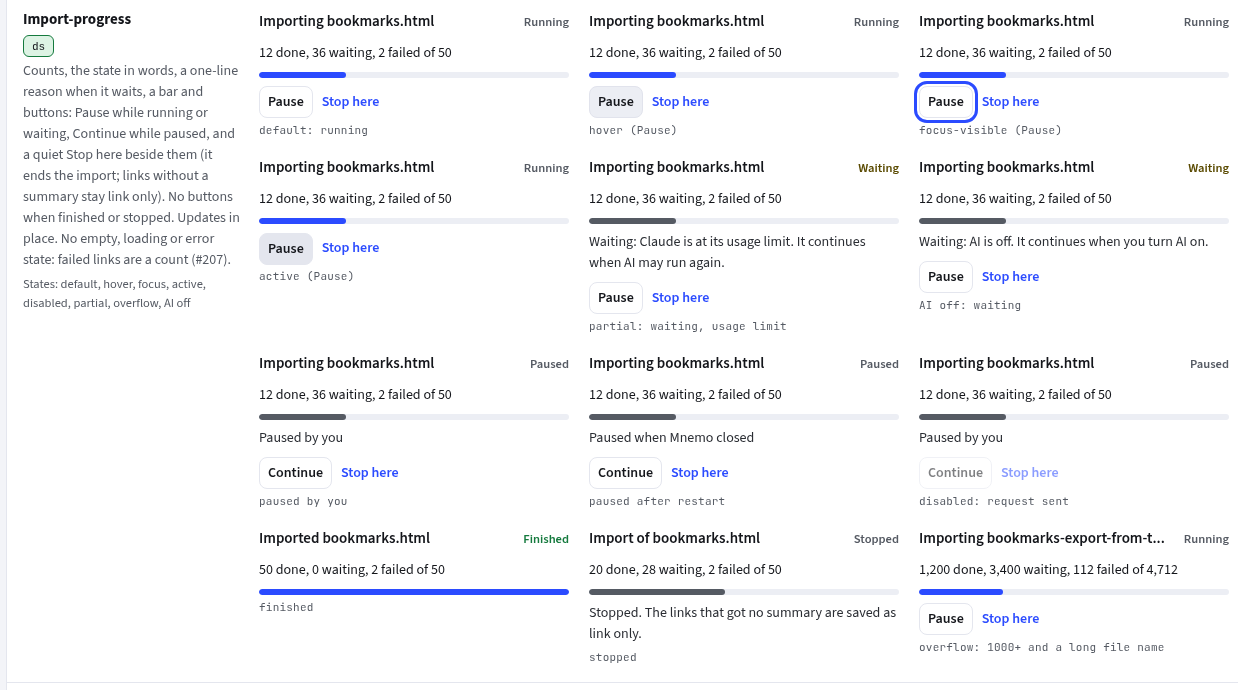 Import-progress
ds
Counts, the state in words, a one-line
reason when it waits, a bar and
buttons: Pause while running or
waiting, Continue while paused, and
a quiet Stop here beside them (it
ends the import; links without a
summary stay link only). No buttons
when finished or stopped. Updates in
place. No empty, loading or error
state: failed links are a count (#207).
States: default, hover, focus, active,
disabled, partial, overflow, AI off
Importing bookmarks.html Running
12 done, 36 waiting, 2 failed of 50
Pause Stop here
default: running
Importing bookmarks.html Running
12 done, 36 waiting, 2 failed of 50
Pause Stop here
hover (Pause)
Importing bookmarks.html Running
12 done, 36 waiting, 2 failed of 50
Pause Stop here
focus-visible (Pause)
Importing bookmarks.html Running
12 done, 36 waiting, 2 failed of 50
Pause Stop here
active (Pause)
Importing bookmarks.html Waiting
12 done, 36 waiting, 2 failed of 50
Waiting: Claude is at its usage limit. It continues
when AI may run again.
Pause Stop here
partial: waiting, usage limit
Importing bookmarks.html Waiting
12 done, 36 waiting, 2 failed of 50
Waiting: AI is off. It continues when you turn AI on.
Pause Stop here
AI off: waiting
Importing bookmarks.html Paused
12 done, 36 waiting, 2 failed of 50
Paused by you
Continue Stop here
paused by you
Importing bookmarks.html Paused
12 done, 36 waiting, 2 failed of 50
Paused when Mnemo closed
Continue Stop here
paused after restart
Importing bookmarks.html Paused
12 done, 36 waiting, 2 failed of 50
Paused by you
Continue Stop here
disabled: request sent
Imported bookmarks.html Finished
50 done, 0 waiting, 2 failed of 50
finished
Import of bookmarks.html Stopped
20 done, 28 waiting, 2 failed of 50
Stopped. The links that got no summary are saved as
link only.
stopped
Importing bookmarks-export-from-t... Running
1,200 done, 3,400 waiting, 112 failed of 4,712
Pause Stop here
overflow: 1000+ and a long file name